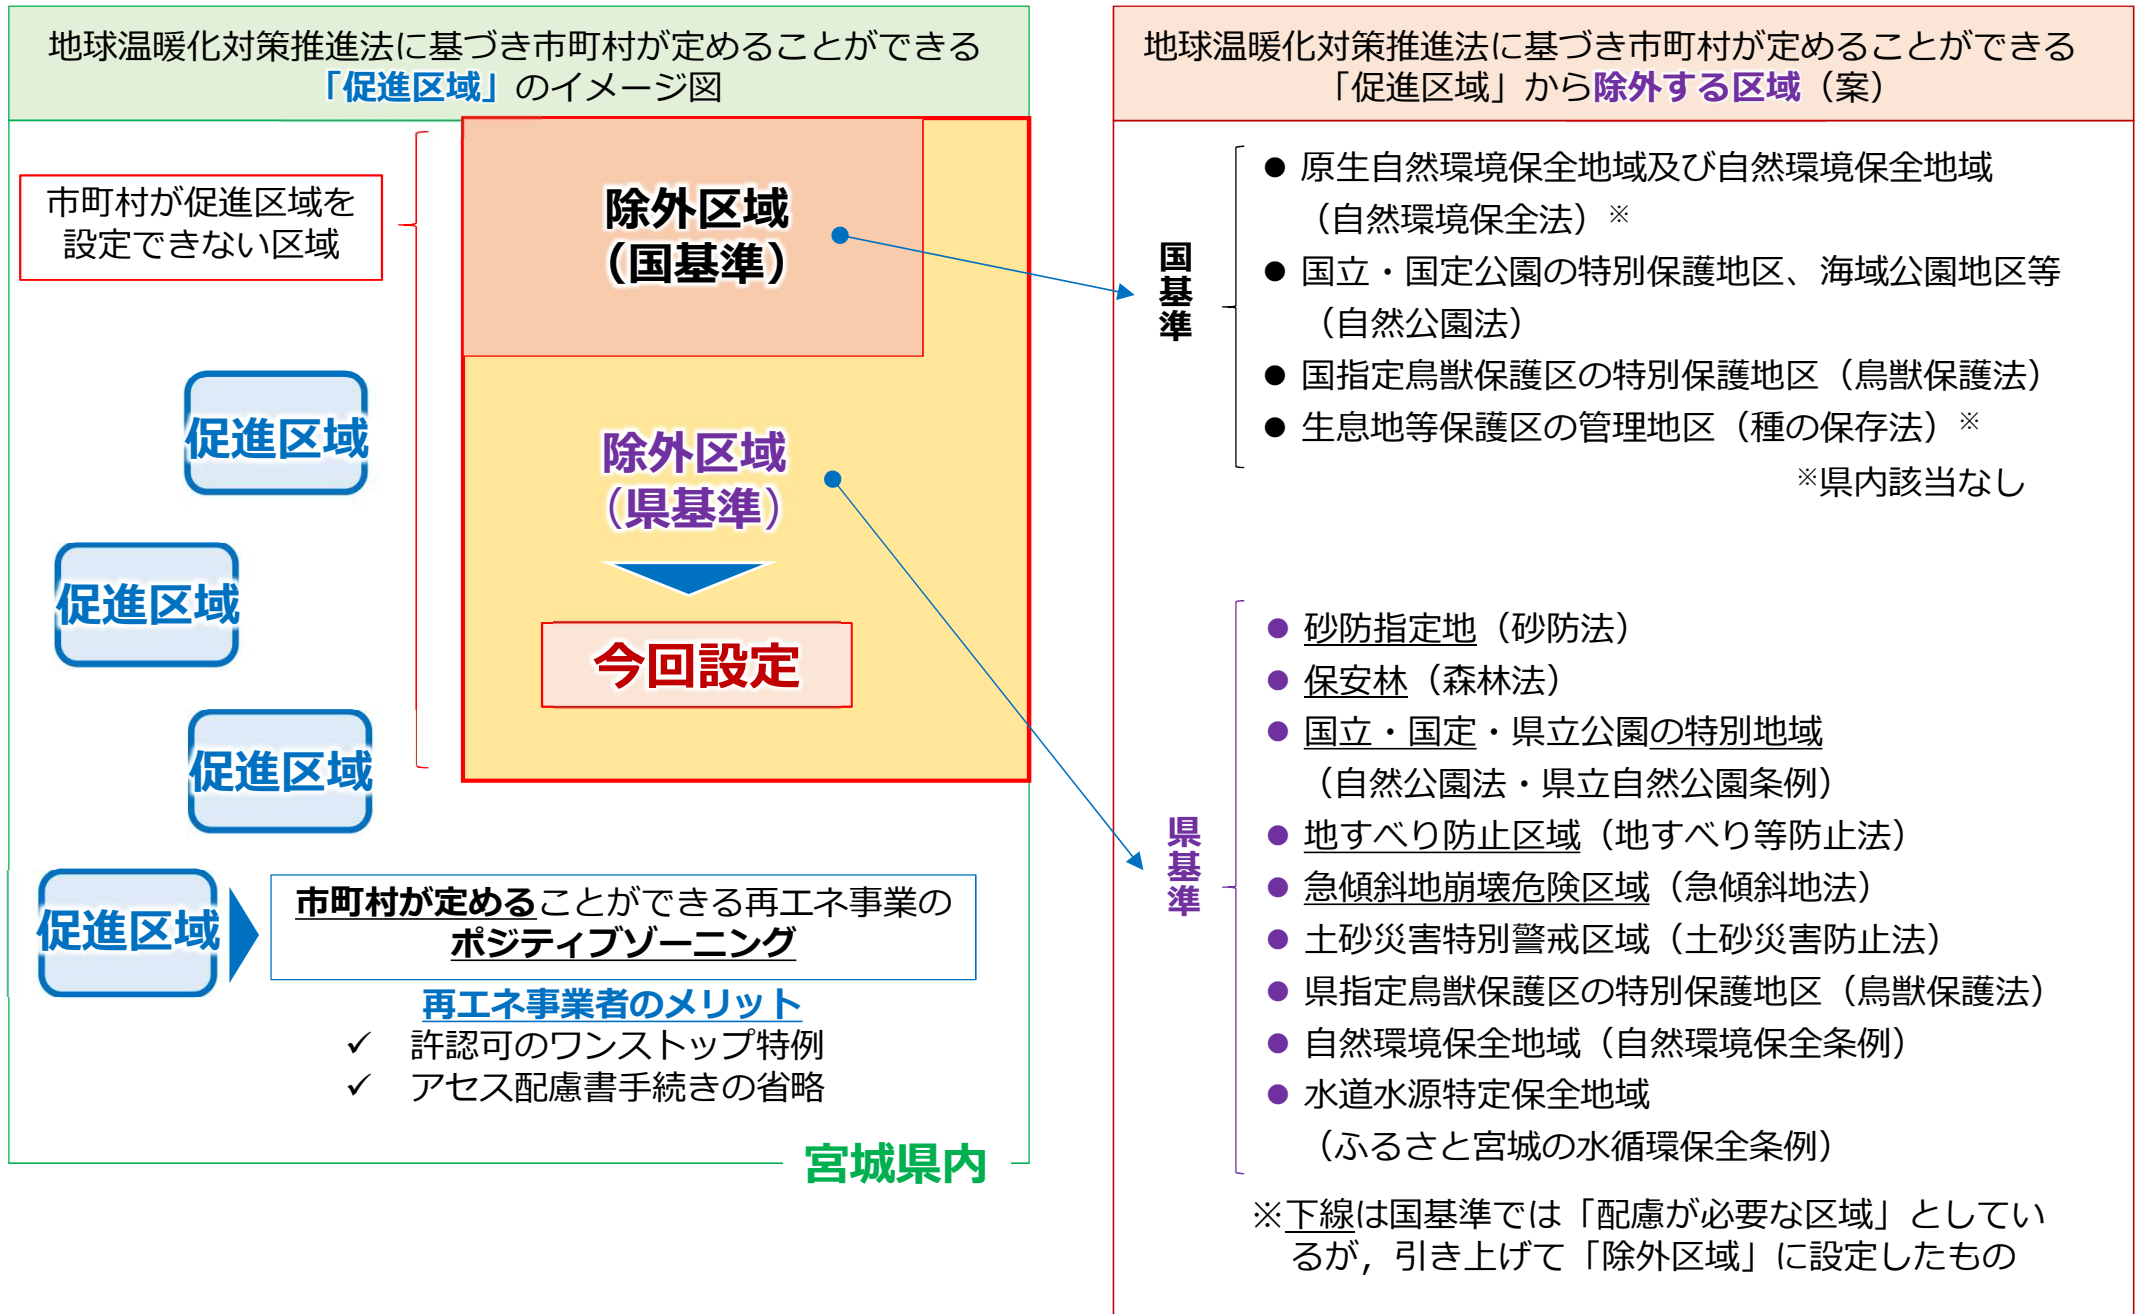 地球温暖化対策推進法に基づき市町村が定めることができる
「促進区域」のイメージ図
市町村が促進区域を
設定できない区域
除外区域
（国基準）
除外区域
（県基準）
今回設定
促進区域
促進区域
促進区域
促進区域
市町村が定めることができる再エネ事業の
ポジティブゾーニング
再エネ事業者のメリット
✓ 許認可のワンストップ特例
✓ アセス配慮書手続きの省略
宮城県内
地球温暖化対策推進法に基づき市町村が定めることができる
「促進区域」から除外する区域（案）
国基準
● 原生自然環境保全地域及び自然環境保全地域
（自然環境保全法）※
● 国立・国定公園の特別保護地区、海域公園地区等
（自然公園法）
● 国指定鳥獣保護区の特別保護地区（鳥獣保護法）
● 生息地等保護区の管理地区（種の保存法）※
※県内該当なし
県基準
● 砂防指定地（砂防法）
● 保安林（森林法）
● 国立・国定・県立公園の特別地域
（自然公園法・県立自然公園条例）
● 地すべり防止区域（地すべり等防止法）
● 急傾斜地崩壊危険区域（急傾斜地法）
● 土砂災害特別警戒区域（土砂災害防止法）
● 県指定鳥獣保護区の特別保護地区（鳥獣保護法）
● 自然環境保全地域（自然環境保全条例）
● 水道水源特定保全地域
（ふるさと宮城の水循環保全条例）
※下線は国基準では「配慮が必要な区域」としてい
るが，引き上げて「除外区域」に設定したもの